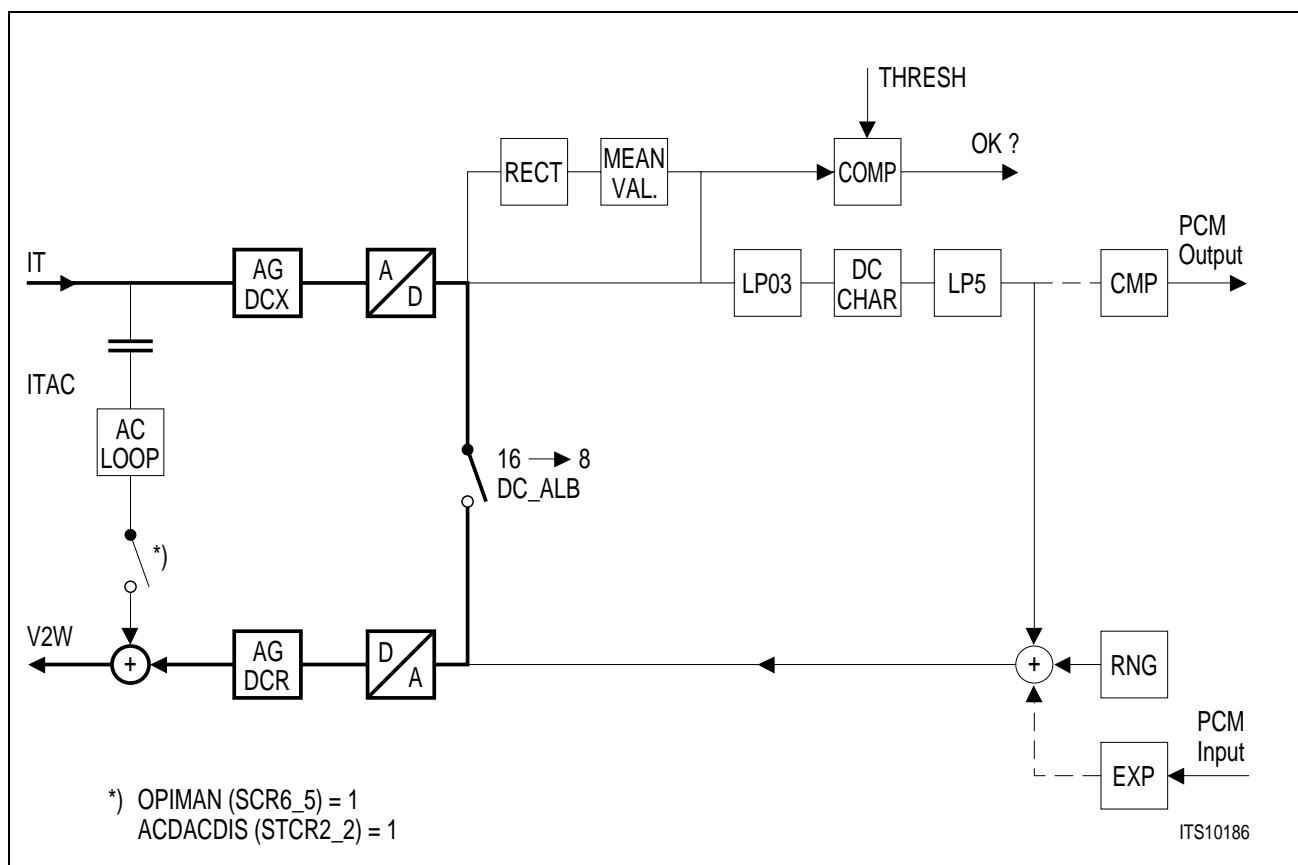 THRESH
OK ?
RECT
MEAN
VAL.
COMP
PCM
Output
IT
AG
DCX
A
D
LP03
DC
CHAR
LP5
CMP
ITAC
AC
LOOP
16 → 8
DC_ALB
*)
V2W
+
AG
DCR
D
A
+
RNG
PCM
Input
EXP
*) OPIMAN (SCR6_5) = 1
ACDACDIS (STCR2_2) = 1
ITS10186